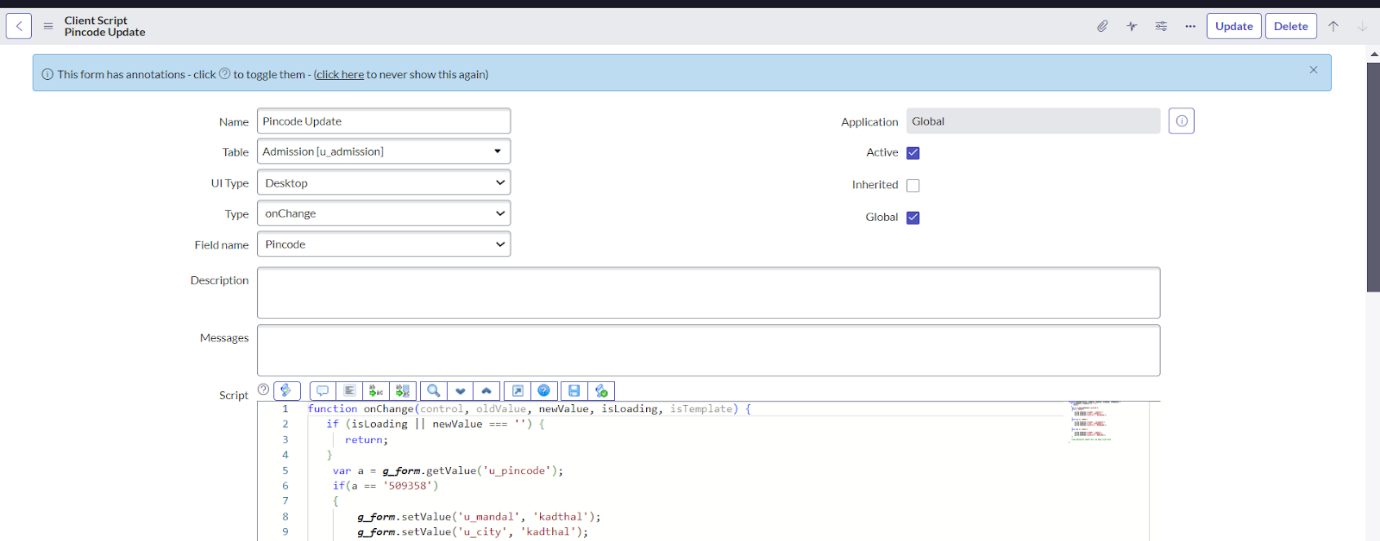 Client Script
Pincode Update
Update
Delete
This form has annotations - click ? to toggle them - (click here to never show this again)
Name
Pincode Update
Application
Global
Table
Admission [u_admission]
Active
UI Type
Desktop
Inherited
Type
onChange
Global
Field name
Pincode
Description
Messages
Script
1 function onChange(control, oldValue, newValue, isLoading, isTemplate) {
2 if (isLoading || newValue === '') {
3 return;
4 }
5 var a = g_form.getValue('u_pincode');
6 if(a == '509358')
7 {
8 g_form.setValue('u_mandal', 'kadthal');
9 g_form.setValue('u_city', 'kadthal');